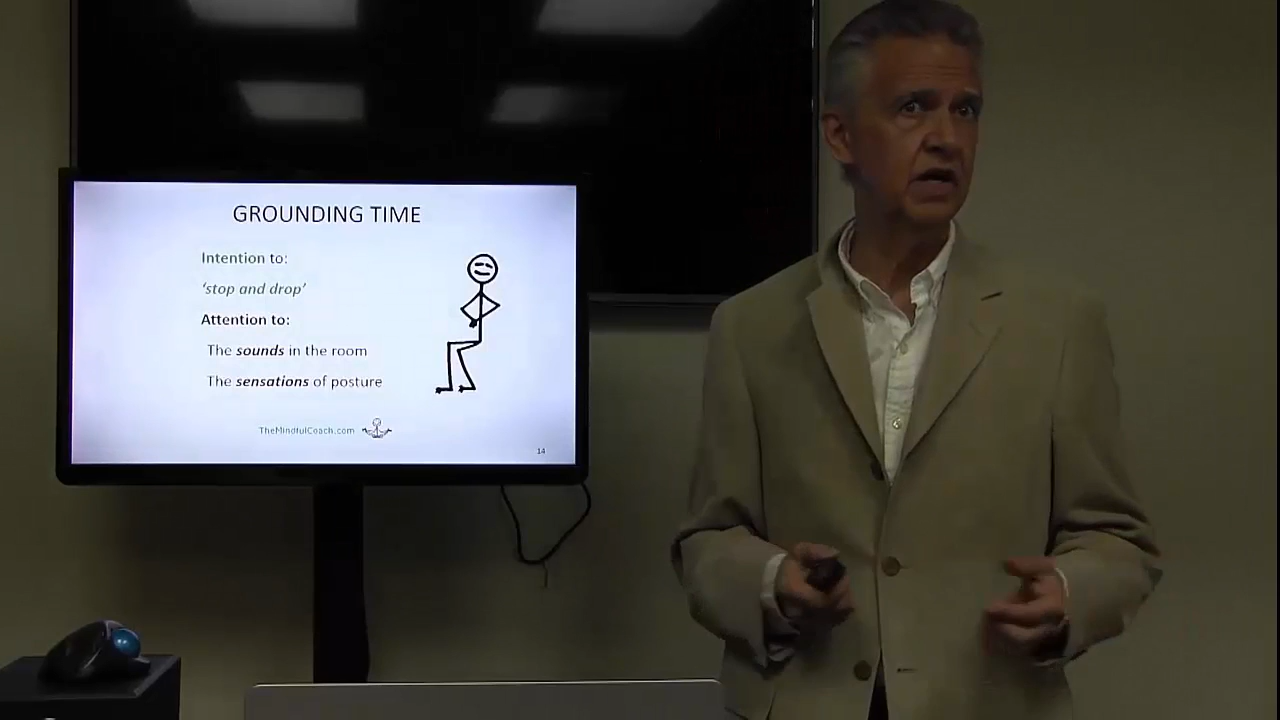 GROUNDING TIME
Intention to:
‘stop and drop’
Attention to:
The sounds in the room
The sensations of posture
TheMindfulCoach.com
14